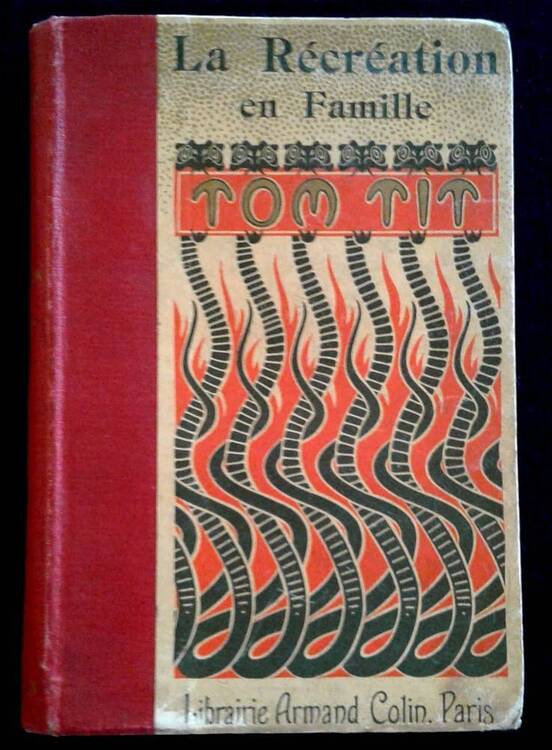 La Récréation
en Famille
TOM TIT
Librairie Armand Colin. Paris